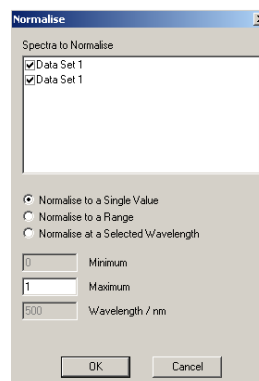 Normalise
Spectra to Normalise
Data Set 1
Data Set 1
Normalise to a Single Value
Normalise to a Range
Normalise at a Selected Wavelength
0 Minimum
1 Maximum
500 Wavelength / nm
OK Cancel